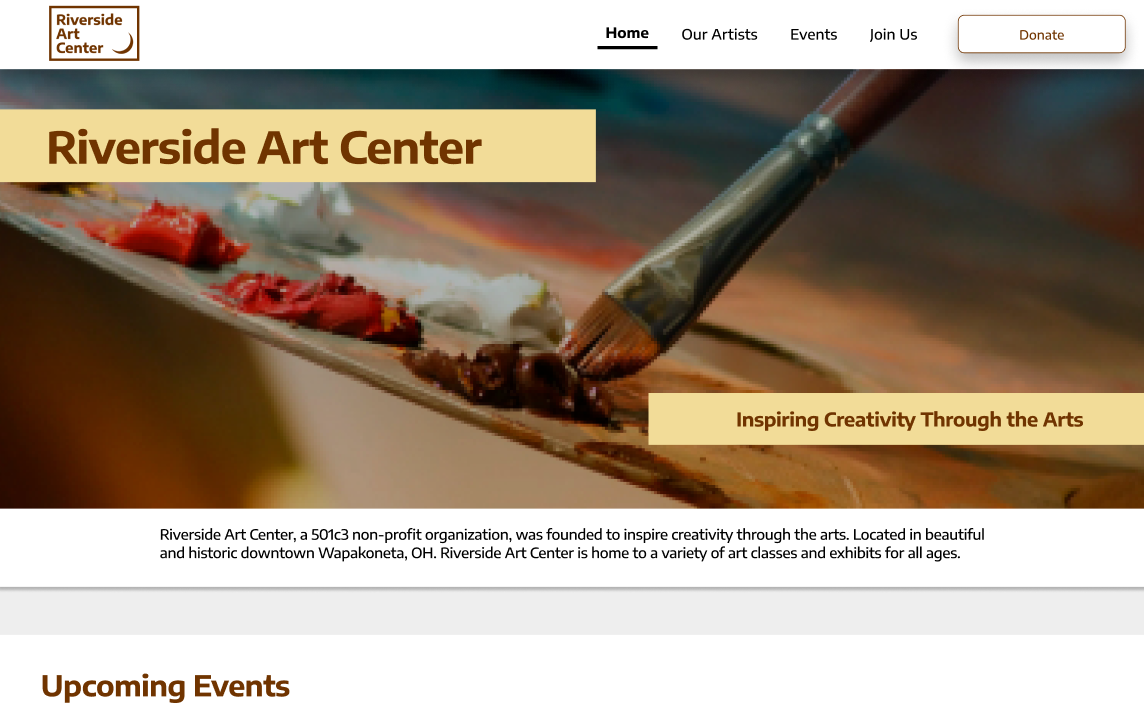 Riverside
Art
Center
Home
Our Artists
Events
Join Us
Donate
Riverside Art Center
Inspiring Creativity Through the Arts
Riverside Art Center, a 501c3 non-profit organization, was founded to inspire creativity through the arts. Located in beautiful
and historic downtown Wapakoneta, OH. Riverside Art Center is home to a variety of art classes and exhibits for all ages.
Upcoming Events